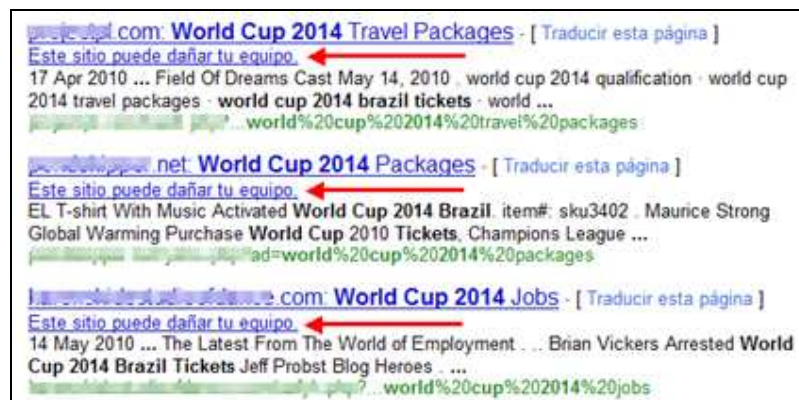 .com: World Cup 2014 Travel Packages - [ Traducir esta página ]
Este sitio puede dañar tu equipo.
17 Apr 2010 ... Field Of Dreams Cast May 14, 2010 . world cup 2014 qualification · world cup
2014 travel packages · world cup 2014 brazil tickets · world ...
...world%20cup%202014%20travel%20packages
.net: World Cup 2014 Packages - [ Traducir esta página ]
Este sitio puede dañar tu equipo.
EL T-shirt With Music Activated World Cup 2014 Brazil. item#: sku3402 . Maurice Strong
Global Warming Purchase World Cup 2010 Tickets, Champions League ...
ad=world%20cup%202014%20packages
.com: World Cup 2014 Jobs - [ Traducir esta página ]
Este sitio puede dañar tu equipo.
14 May 2010 ... The Latest From The World of Employment . ... Brian Vickers Arrested World
Cup 2014 Brazil Tickets Jeff Probst Blog Heroes . ...
?...world%20cup%202014%20jobs